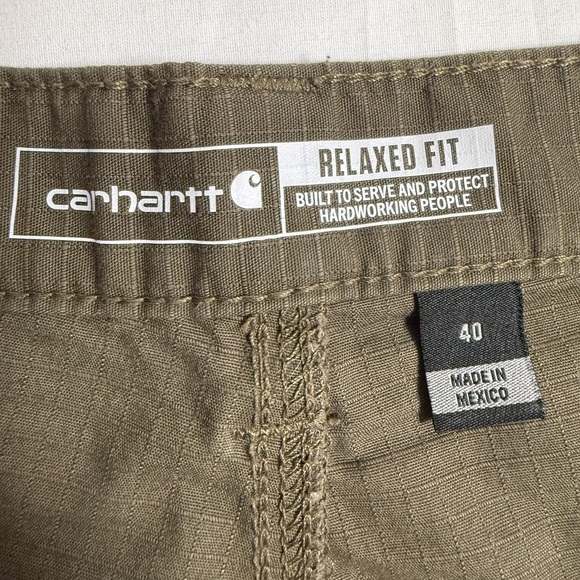 carhartt
RELAXED FIT
BUILT TO SERVE AND PROTECT
HARDWORKING PEOPLE
40
MADE IN
MEXICO